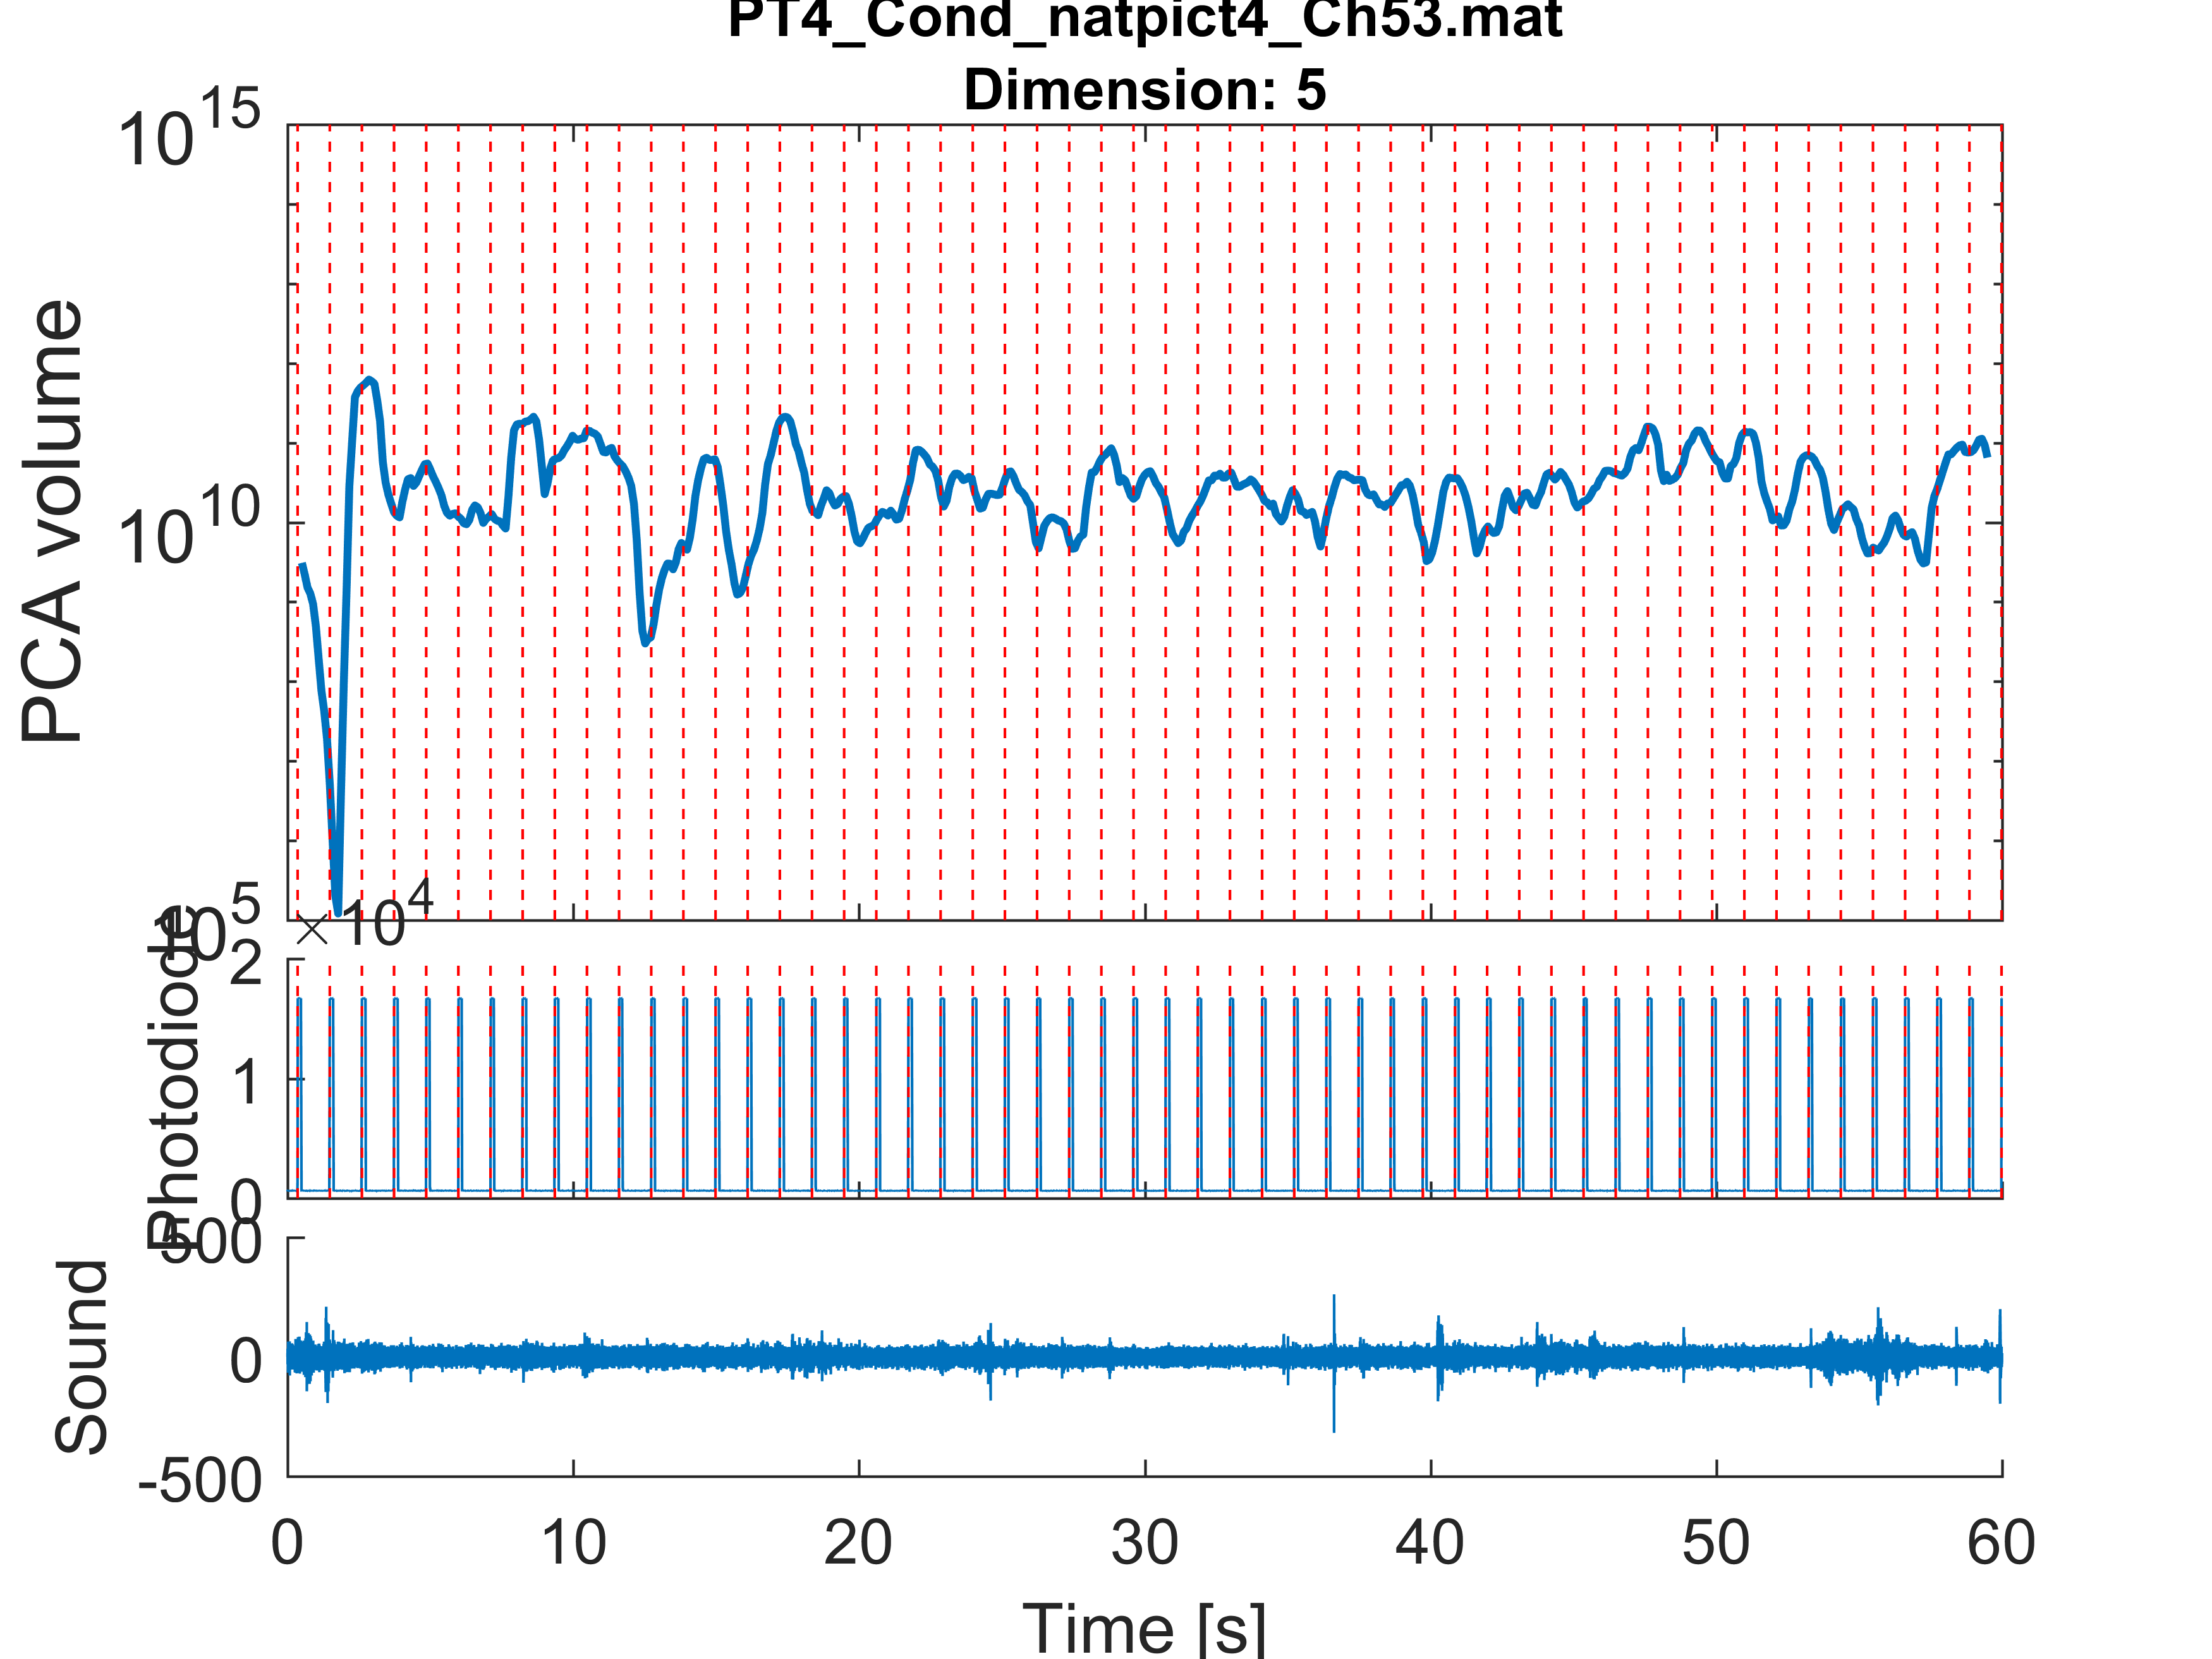 PT4_Cond_natpict4_Ch53.mat
Dimension: 5
10^15
10^10
10^5
PCA volume
×10^4
2
1
0
Photodiode
500
0
-500
Sound
0 10 20 30 40 50 60
Time [s]